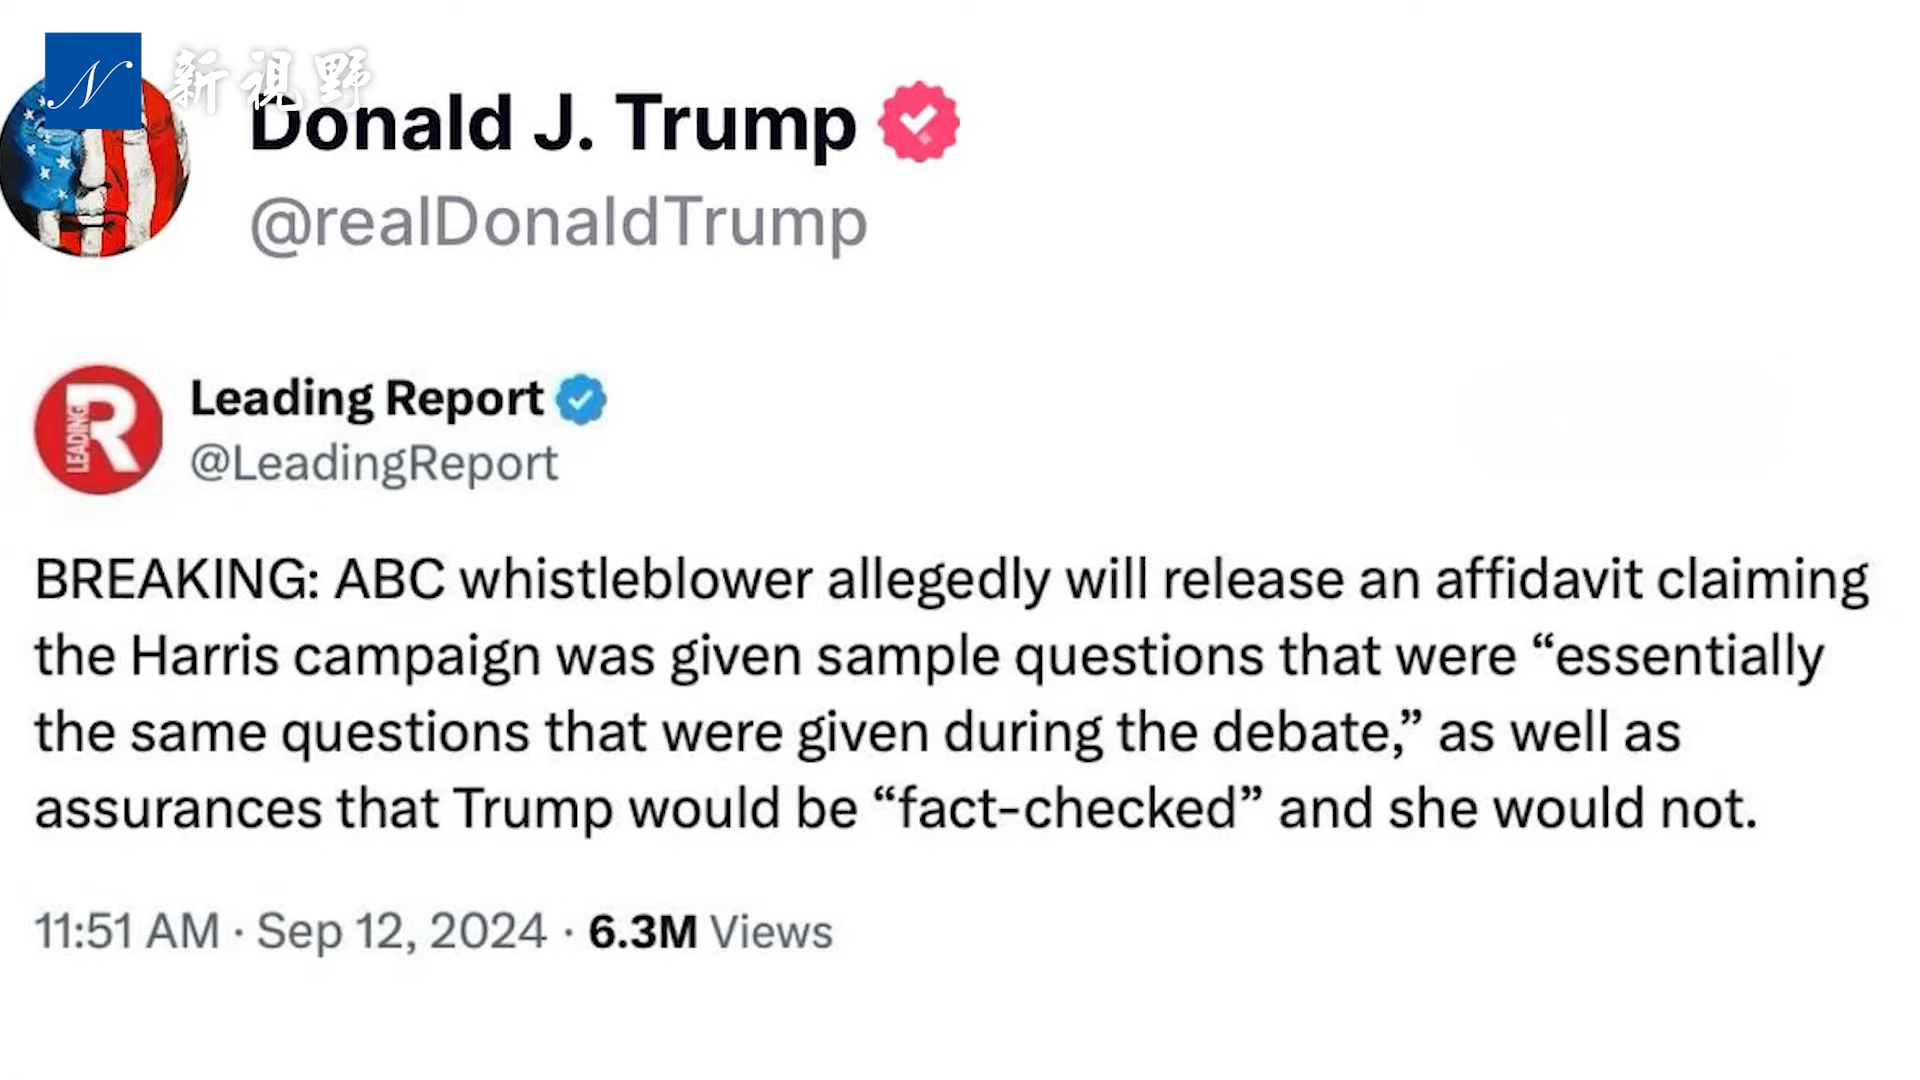 N 新視野
Donald J. Trump
@realDonaldTrump
LEADING R
Leading Report
@LeadingReport
BREAKING: ABC whistleblower allegedly will release an affidavit claiming
the Harris campaign was given sample questions that were “essentially
the same questions that were given during the debate,” as well as
assurances that Trump would be “fact-checked” and she would not.
11:51 AM · Sep 12, 2024 · 6.3M Views